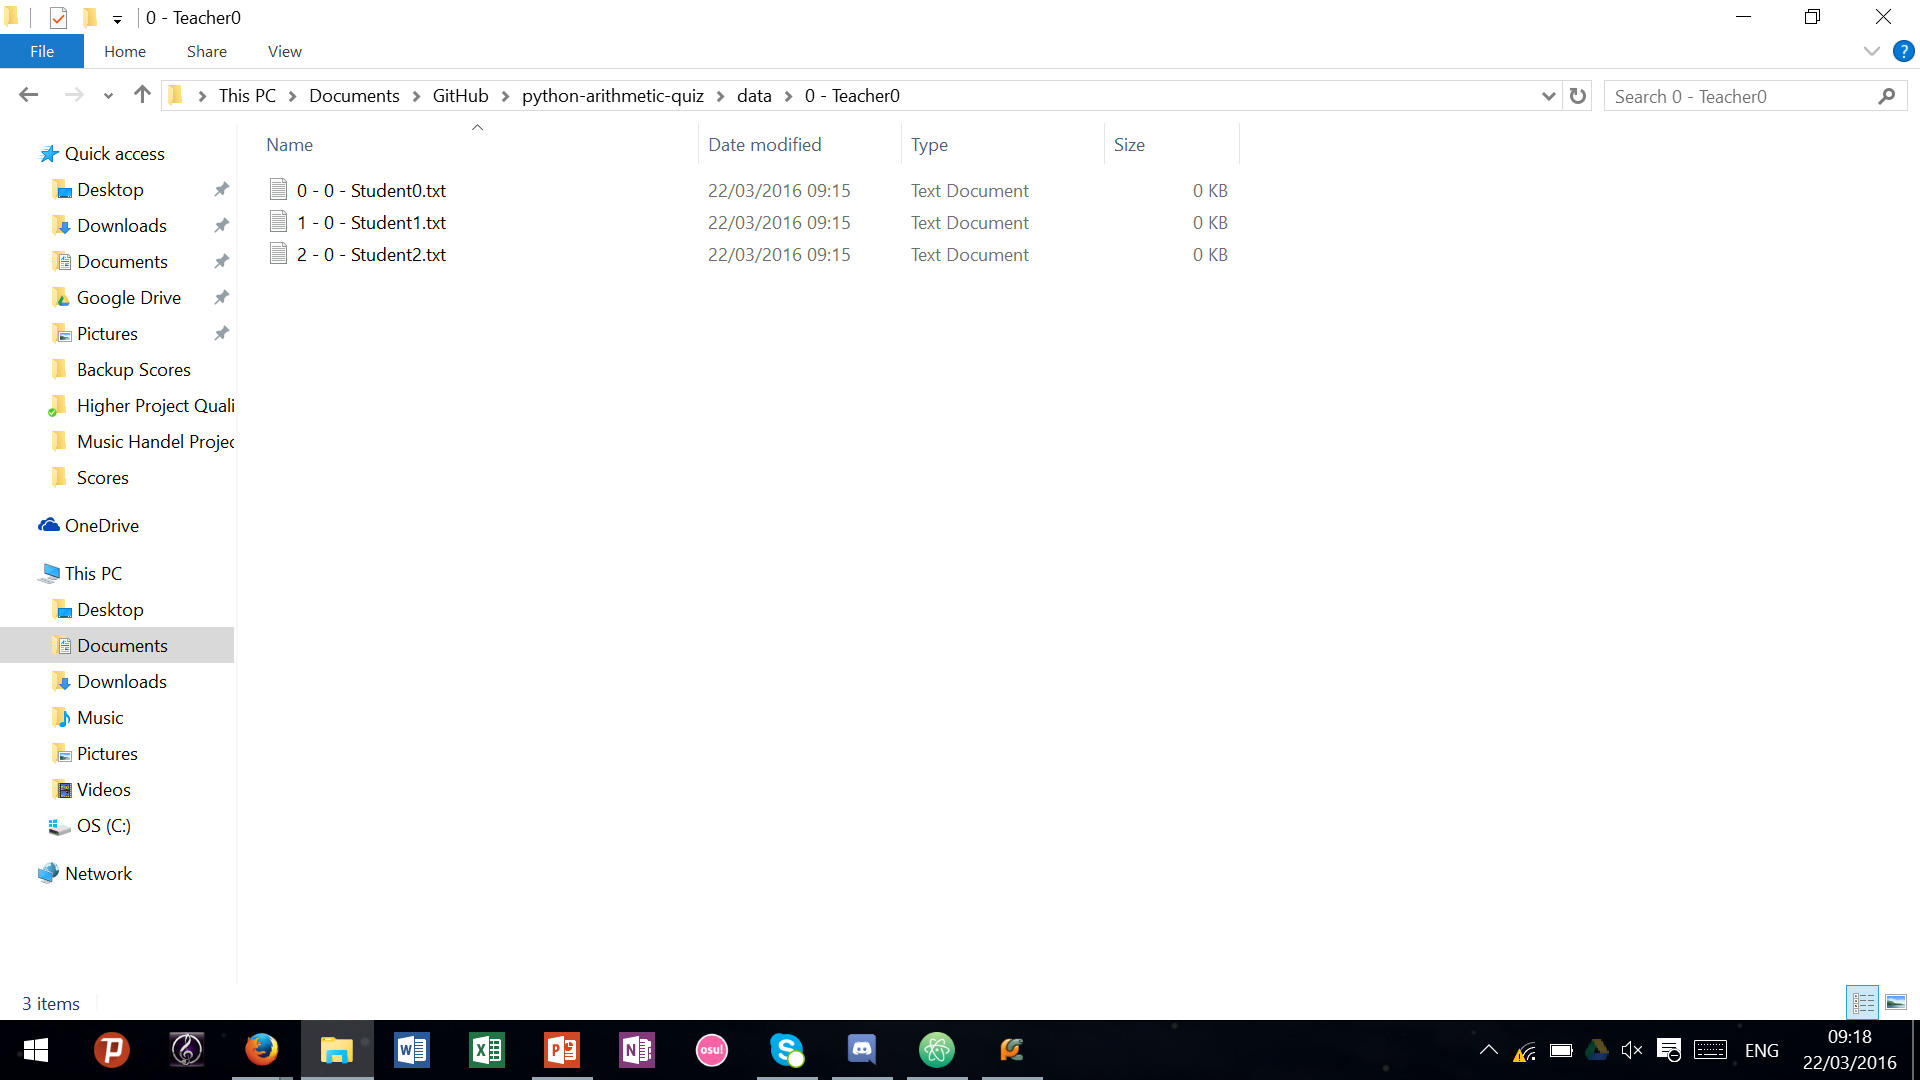 0 - Teacher0
File Home Share View
This PC Documents GitHub python-arithmetic-quiz data 0 - Teacher0
Search 0 - Teacher0
Name Date modified Type Size
0 - 0 - Student0.txt 22/03/2016 09:15 Text Document 0 KB
1 - 0 - Student1.txt 22/03/2016 09:15 Text Document 0 KB
2 - 0 - Student2.txt 22/03/2016 09:15 Text Document 0 KB
Quick access
Desktop
Downloads
Documents
Google Drive
Pictures
Backup Scores
Higher Project Quali
Music Handel Projec
Scores
OneDrive
This PC
Desktop
Documents
Downloads
Music
Pictures
Videos
OS (C:)
Network
3 items
osu!
ENG
09:18
22/03/2016